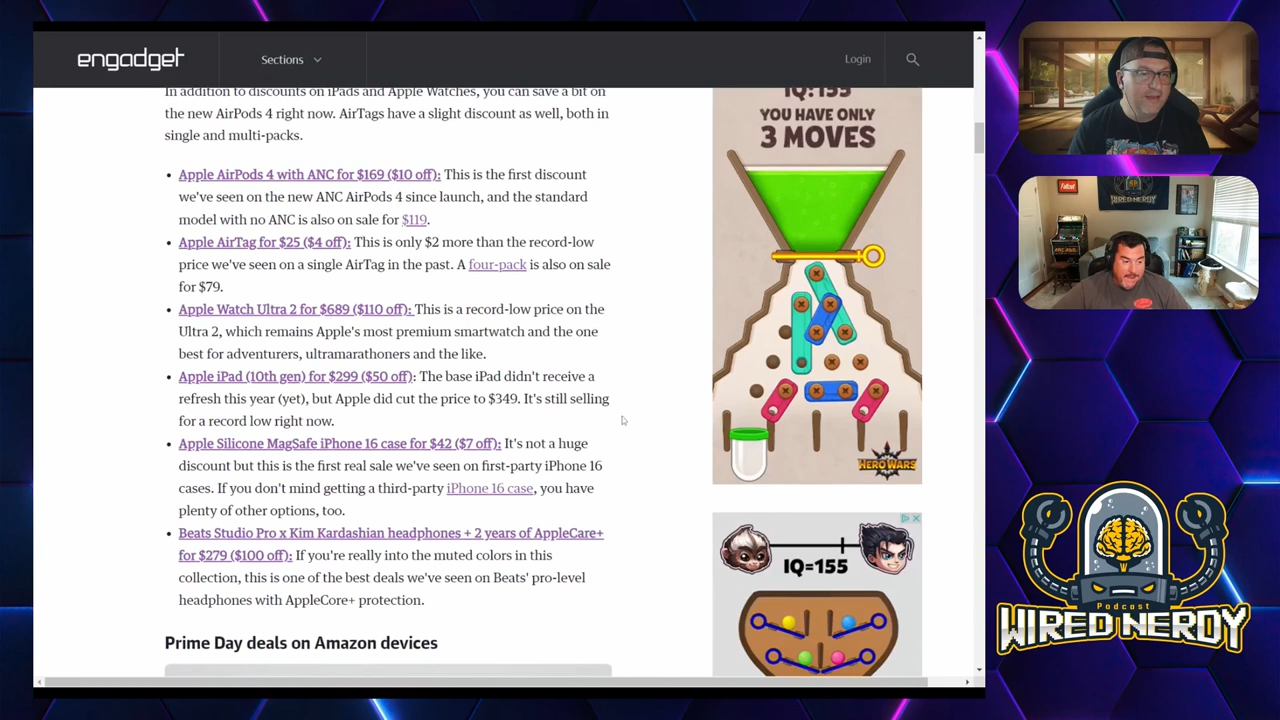 engadget
Sections
Login
In addition to discounts on iPads and Apple Watches, you can save a bit on
the new AirPods 4 right now. AirTags have a slight discount as well, both in
single and multi-packs.
• Apple AirPods 4 with ANC for $169 ($10 off): This is the first discount
we've seen on the new ANC AirPods 4 since launch, and the standard
model with no ANC is also on sale for $119.
• Apple AirTag for $25 ($4 off): This is only $2 more than the record-low
price we've seen on a single AirTag in the past. A four-pack is also on sale
for $79.
• Apple Watch Ultra 2 for $689 ($110 off): This is a record-low price on the
Ultra 2, which remains Apple's most premium smartwatch and the one
best for adventurers, ultramarathoners and the like.
• Apple iPad (10th gen) for $299 ($50 off): The base iPad didn't receive a
refresh this year (yet), but Apple did cut the price to $349. It's still selling
for a record low right now.
• Apple Silicone MagSafe iPhone 16 case for $42 ($7 off): It's not a huge
discount but this is the first real sale we've seen on first-party iPhone 16
cases. If you don't mind getting a third-party iPhone 16 case, you have
plenty of other options, too.
• Beats Studio Pro x Kim Kardashian headphones + 2 years of AppleCare+
for $279 ($100 off): If you're really into the muted colors in this
collection, this is one of the best deals we've seen on Beats' pro-level
headphones with AppleCore+ protection.
Prime Day deals on Amazon devices
IQ: 155
YOU HAVE ONLY
3 MOVES
HERO WARS
IQ=155
Fallout
WIRED NERDY
Podcast
WIRED NERDY